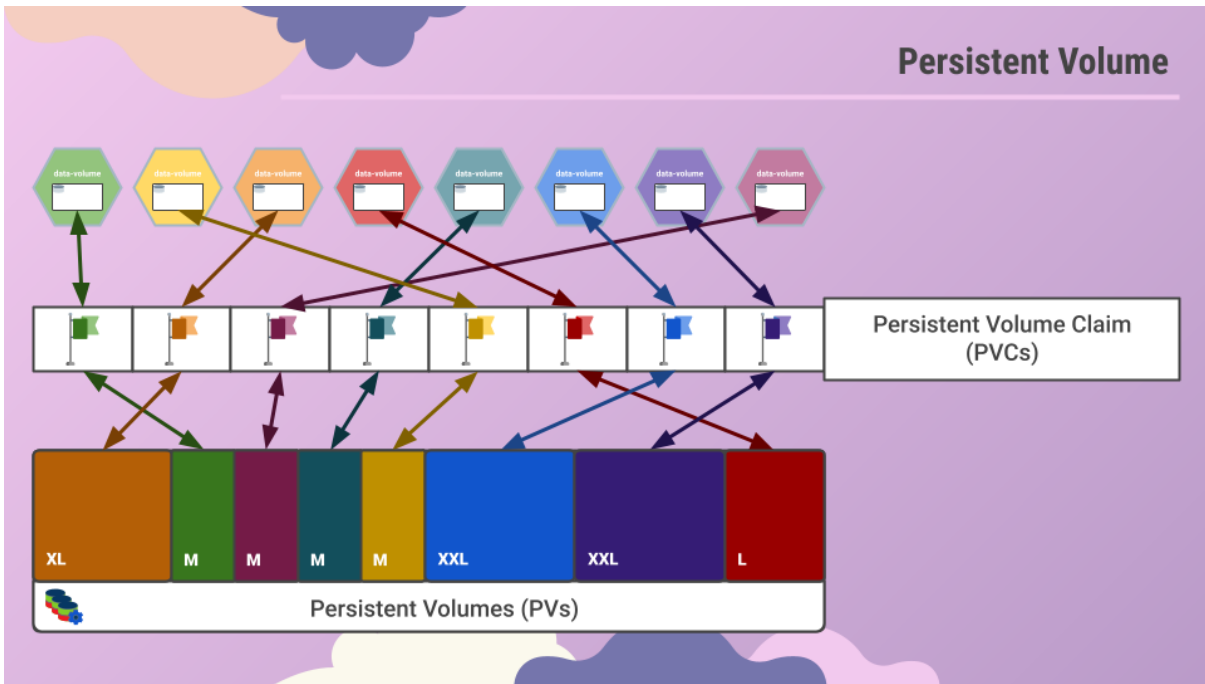 Persistent Volume
data-volume
data-volume
data-volume
data-volume
data-volume
data-volume
data-volume
data-volume
Persistent Volume Claim
(PVCs)
XL
M
M
M
M
XXL
XXL
L
Persistent Volumes (PVs)